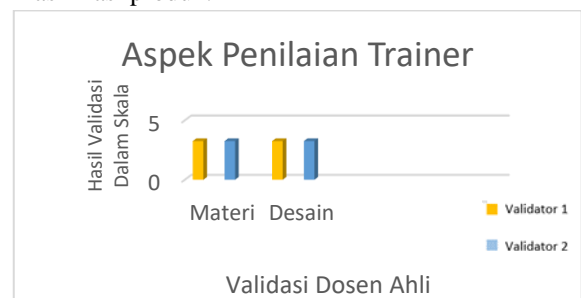 Aspek Penilaian Trainer
Hasil Validasi
Dalam Skala
5
0
Materi Desain
Validator 1
Validator 2
Validasi Dosen Ahli